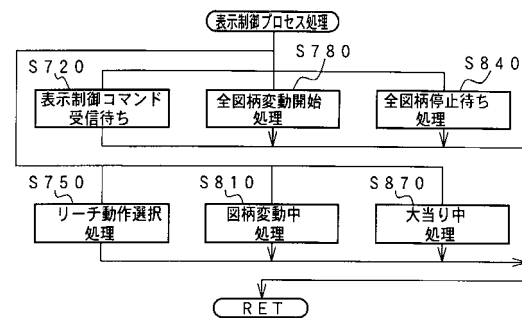 表示制御プロセス処理
S720
S780
S840
表示制御コマンド
受信待ち
全図柄変動開始
処理
全図柄停止待ち
処理
S750
S810
S870
リーチ動作選択
処理
図柄変動中
処理
大当り中
処理
RET